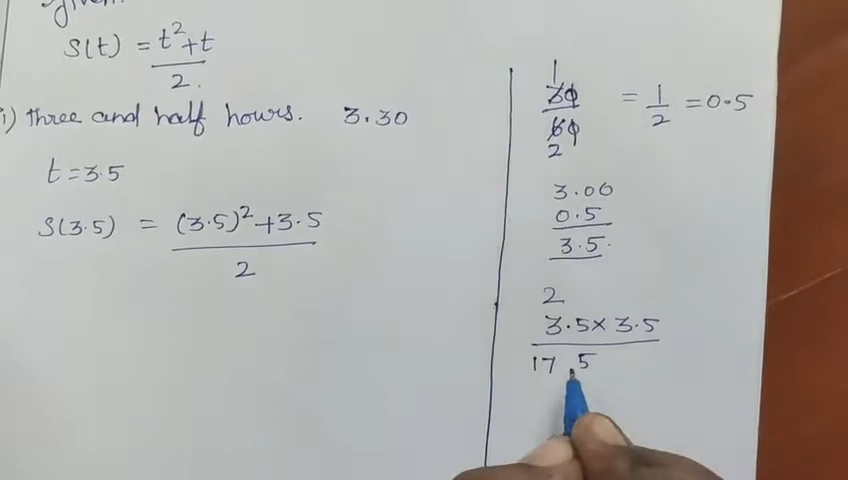 given
S(t) = t²+t
2.
i) three and half hours. 3.30
t = 3.5
S(3.5) = (3.5)²+3.5
2
1
30 = 1 = 0.5
60 2
2
3.00
0.5
3.5.
2
3.5 × 3.5
17.5